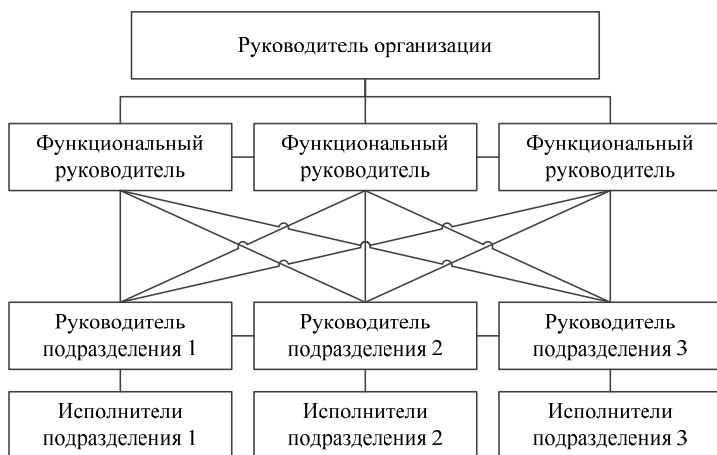 Руководитель организации
Функциональный
руководитель
Функциональный
руководитель
Функциональный
руководитель
Руководитель
подразделения 1
Руководитель
подразделения 2
Руководитель
подразделения 3
Исполнители
подразделения 1
Исполнители
подразделения 2
Исполнители
подразделения 3